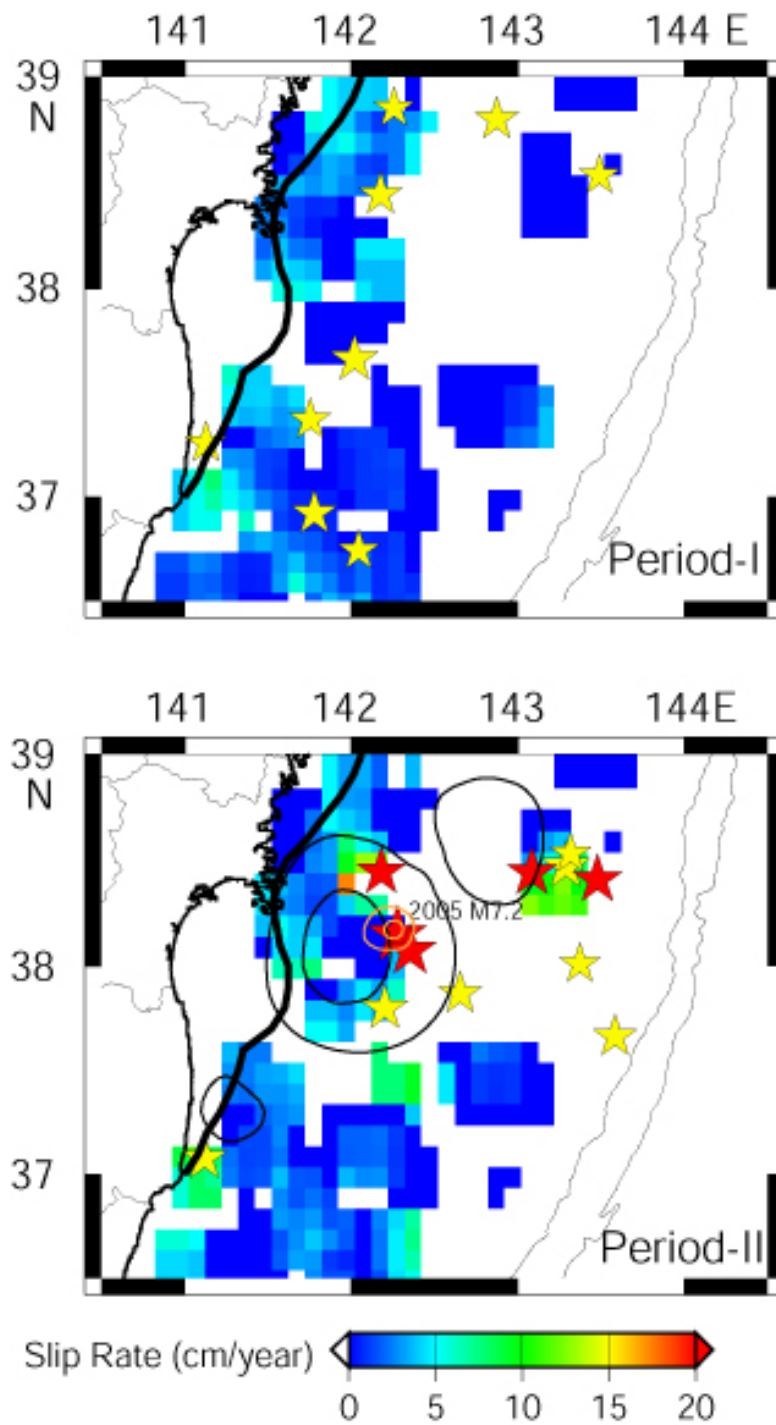 141 142 143 144 E
39
N
38
37
Period-I
141 142 143 144E
39
N
2005 M7.2
38
37
Period-II
Slip Rate (cm/year)
0 5 10 15 20